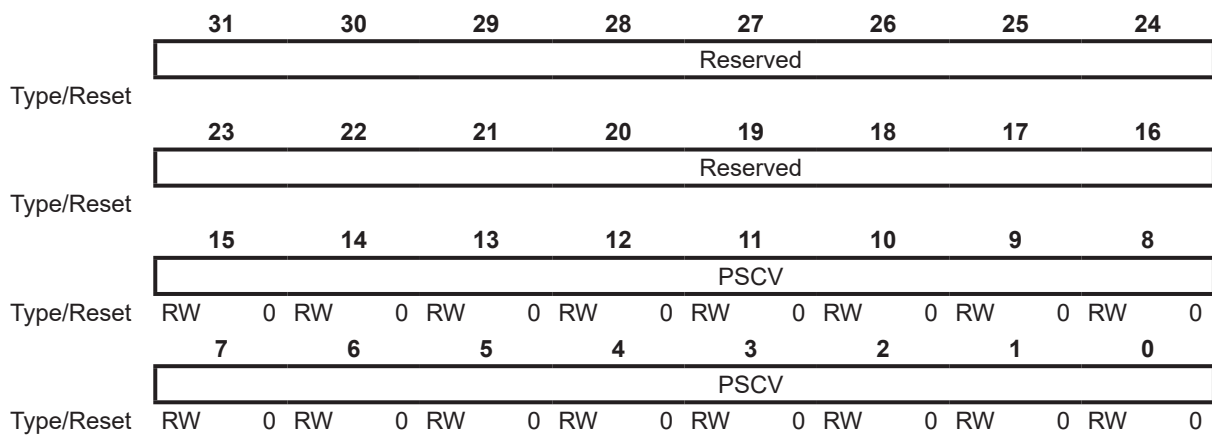 31 30 29 28 27 26 25 24
Reserved
Type/Reset
23 22 21 20 19 18 17 16
Reserved
Type/Reset
15 14 13 12 11 10 9 8
PSCV
Type/Reset RW 0 RW 0 RW 0 RW 0 RW 0 RW 0 RW 0 RW 0
7 6 5 4 3 2 1 0
PSCV
Type/Reset RW 0 RW 0 RW 0 RW 0 RW 0 RW 0 RW 0 RW 0